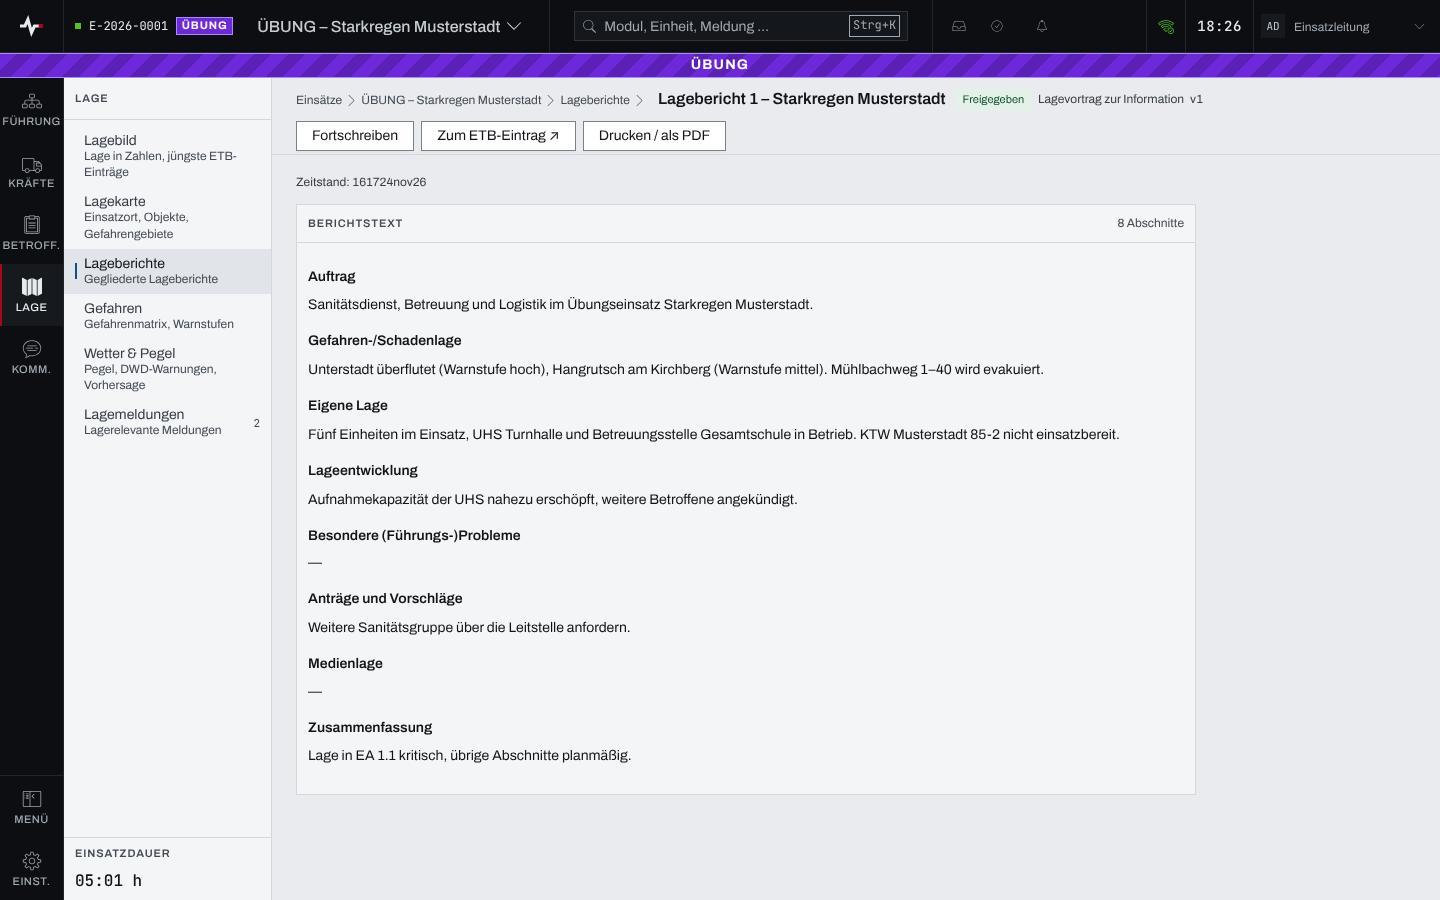 E-2026-0001 ÜBUNG ÜBUNG – Starkregen Musterstadt Modul, Einheit, Meldung ... Strg+K 18:26 AD Einsatzleitung
ÜBUNG
FÜHRUNG
KRÄFTE
BETROFF.
LAGE
KOMM.
MENÜ
EINST.
LAGE
Lagebild
Lage in Zahlen, jüngste ETB-
Einträge
Lagekarte
Einsatzort, Objekte,
Gefahrengebiete
Lageberichte
Gegliederte Lageberichte
Gefahren
Gefahrenmatrix, Warnstufen
Wetter & Pegel
Pegel, DWD-Warnungen,
Vorhersage
Lagemeldungen
Lagerelevante Meldungen 2
EINSATZDAUER
05:01 h
Einsätze ÜBUNG – Starkregen Musterstadt Lageberichte Lagebericht 1 – Starkregen Musterstadt Freigegeben Lagevortrag zur Information v1
Fortschreiben Zum ETB-Eintrag ↗ Drucken / als PDF
Zeitstand: 161724nov26
BERICHTSTEXT 8 Abschnitte
Auftrag
Sanitätsdienst, Betreuung und Logistik im Übungseinsatz Starkregen Musterstadt.
Gefahren-/Schadenlage
Unterstadt überflutet (Warnstufe hoch), Hangrutsch am Kirchberg (Warnstufe mittel). Mühlbachweg 1–40 wird evakuiert.
Eigene Lage
Fünf Einheiten im Einsatz, UHS Turnhalle und Betreuungsstelle Gesamtschule in Betrieb. KTW Musterstadt 85-2 nicht einsatzbereit.
Lageentwicklung
Aufnahmekapazität der UHS nahezu erschöpft, weitere Betroffene angekündigt.
Besondere (Führungs-)Probleme
—
Anträge und Vorschläge
Weitere Sanitätsgruppe über die Leitstelle anfordern.
Medienlage
—
Zusammenfassung
Lage in EA 1.1 kritisch, übrige Abschnitte planmäßig.